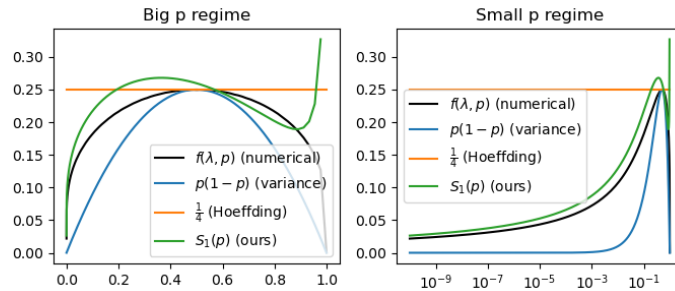 Big p regime
0.30
0.25
0.20
0.15
0.10
0.05
0.00
0.0 0.2 0.4 0.6 0.8 1.0
f(λ, p) (numerical)
p(1 − p) (variance)
1/4 (Hoeffding)
S₁(p) (ours)
Small p regime
0.30
0.25
0.20
0.15
0.10
0.05
0.00
10⁻⁹ 10⁻⁷ 10⁻⁵ 10⁻³ 10⁻¹
f(λ, p) (numerical)
p(1 − p) (variance)
1/4 (Hoeffding)
S₁(p) (ours)